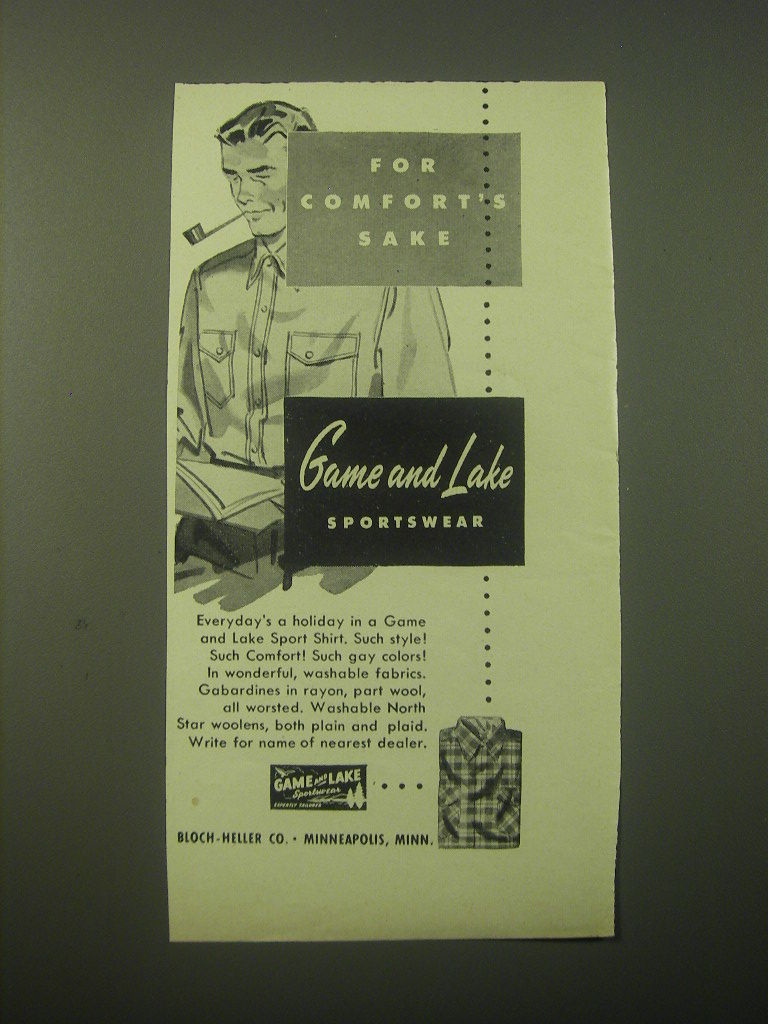 FOR
COMFORT'S
SAKE
Game and Lake
SPORTSWEAR
Everyday's a holiday in a Game
and Lake Sport Shirt. Such style!
Such Comfort! Such gay colors!
In wonderful, washable fabrics.
Gabardines in rayon, part wool,
all worsted. Washable North
Star woolens, both plain and plaid.
Write for name of nearest dealer.
GAME AND LAKE
Sportswear
EXPERTLY TAILORED
BLOCH-HELLER CO. • MINNEAPOLIS, MINN.